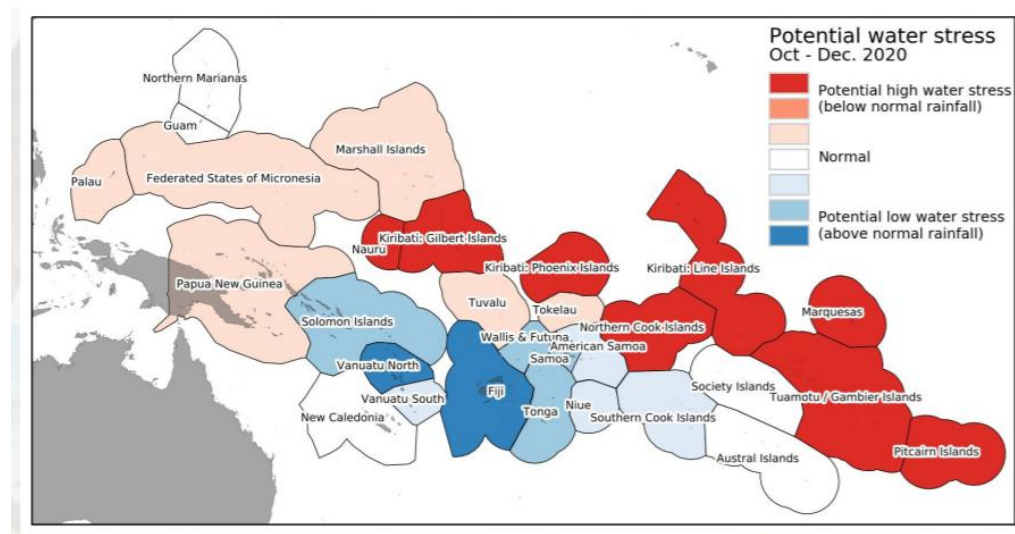 Potential water stress
Oct - Dec. 2020
Potential high water stress
(below normal rainfall)
Normal
Potential low water stress
(above normal rainfall)
Northern Marianas
Guam
Marshall Islands
Palau
Federated States of Micronesia
Nauru
Kiribati: Gilbert Islands
Kiribati: Phoenix Islands
Kiribati: Line Islands
Papua New Guinea
Tuvalu
Tokelau
Marquesas
Solomon Islands
Northern Cook Islands
Wallis & Futuna
American Samoa
Samoa
Vanuatu North
Society Islands
Fiji
Tuamotu / Gambier Islands
Vanuatu South
Niue
New Caledonia
Tonga
Southern Cook Islands
Pitcairn Islands
Austral Islands